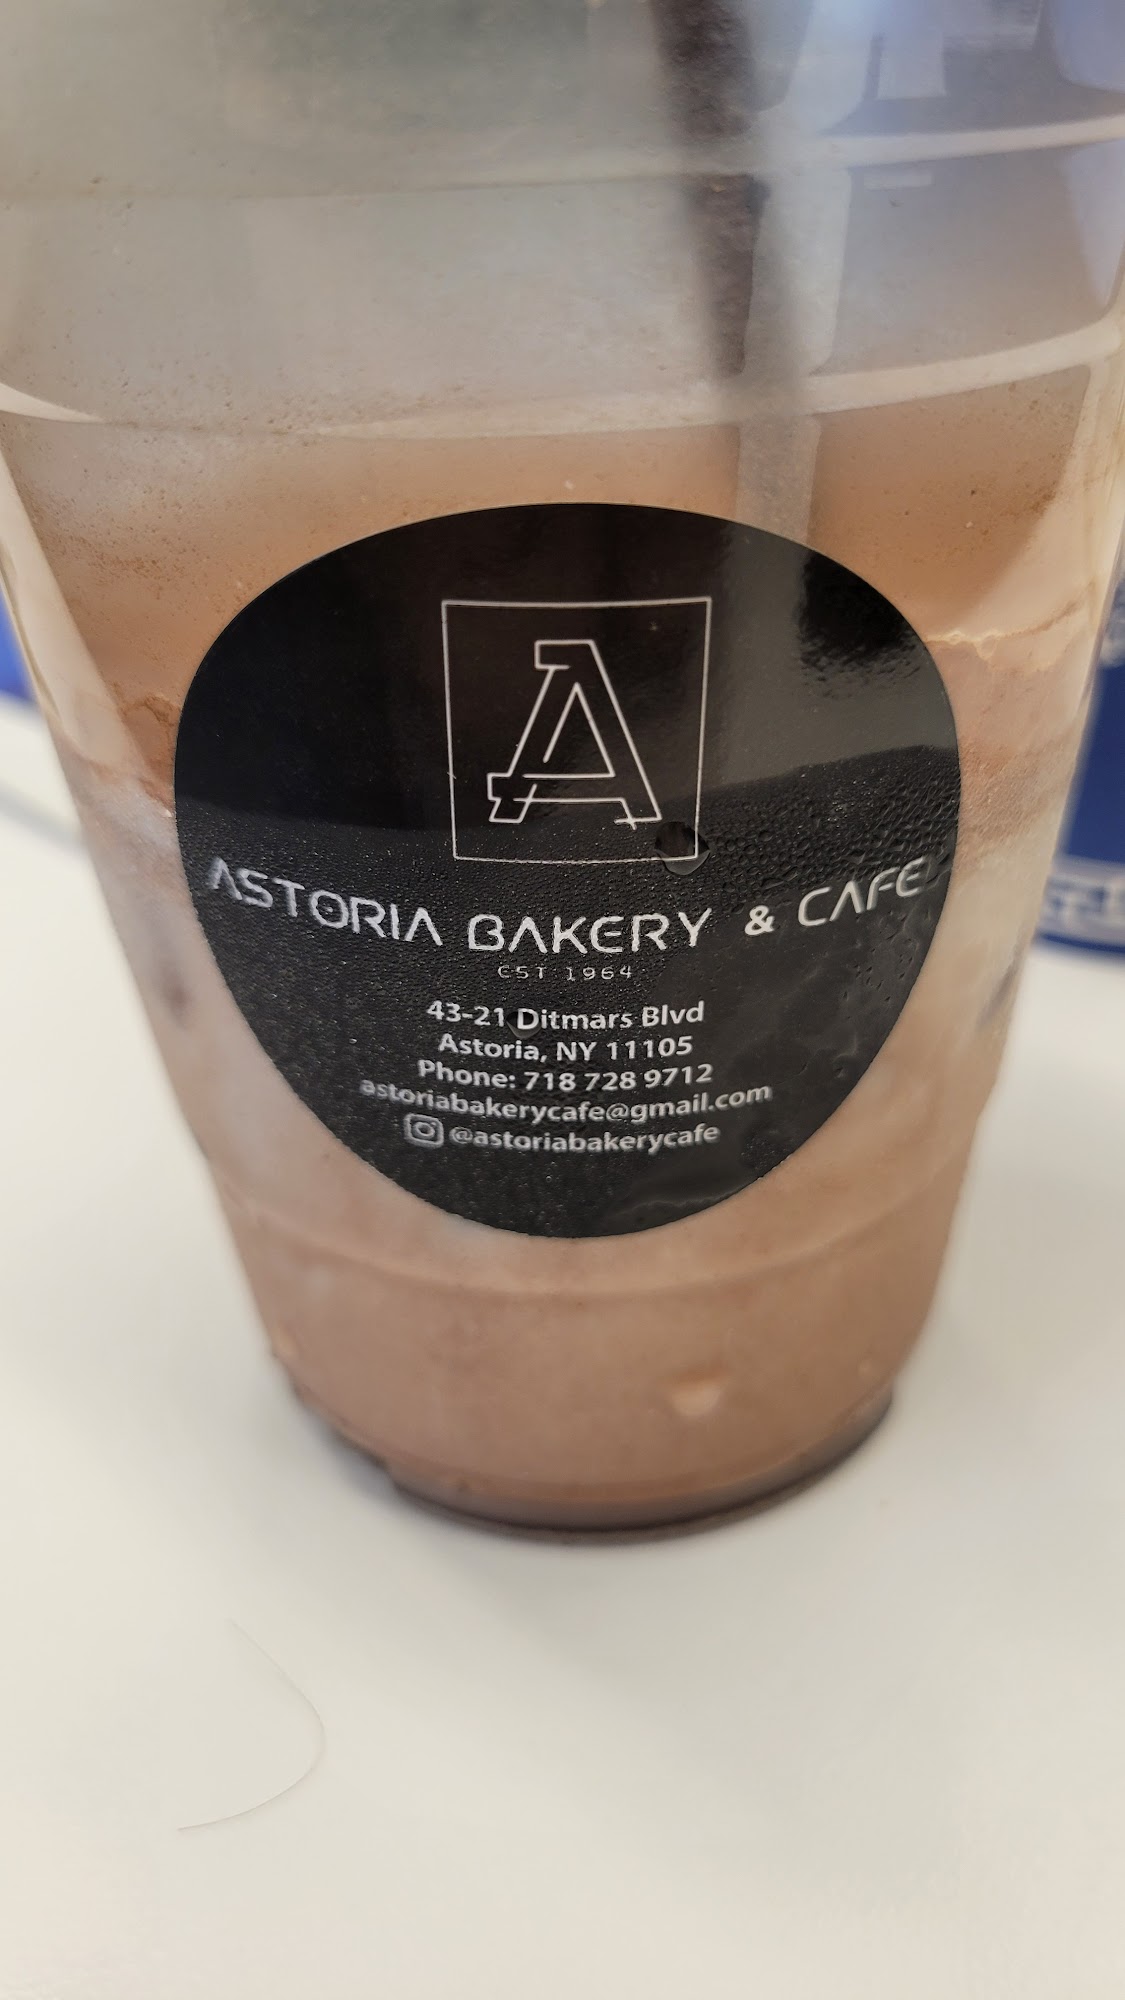 A
ASTORIA BAKERY & CAFE
EST 1964
43-21 Ditmars Blvd
Astoria, NY 11105
Phone: 718 728 9712
astoriabakerycafe@gmail.com
@astoriabakerycafe